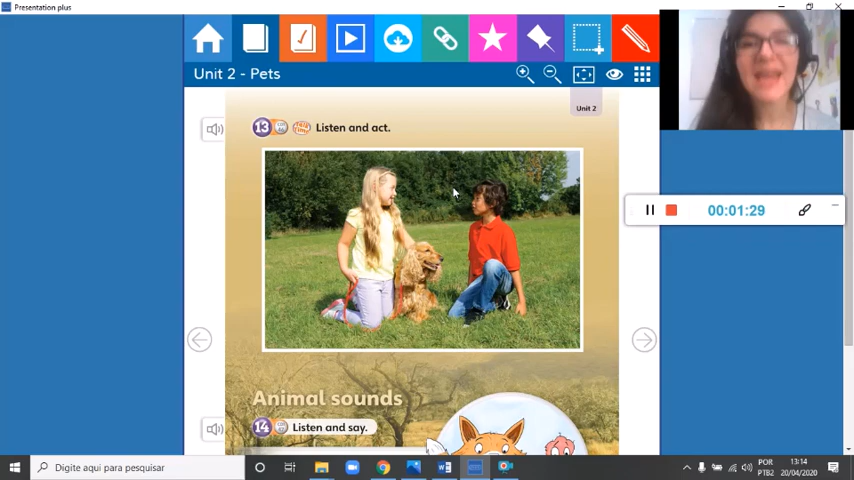 Presentation plus
Unit 2 - Pets
Unit 2
13 Listen and act.
00:01:29
Animal sounds
14 Listen and say.
Digite aqui para pesquisar
POR
PTB2
13:14
20/04/2020